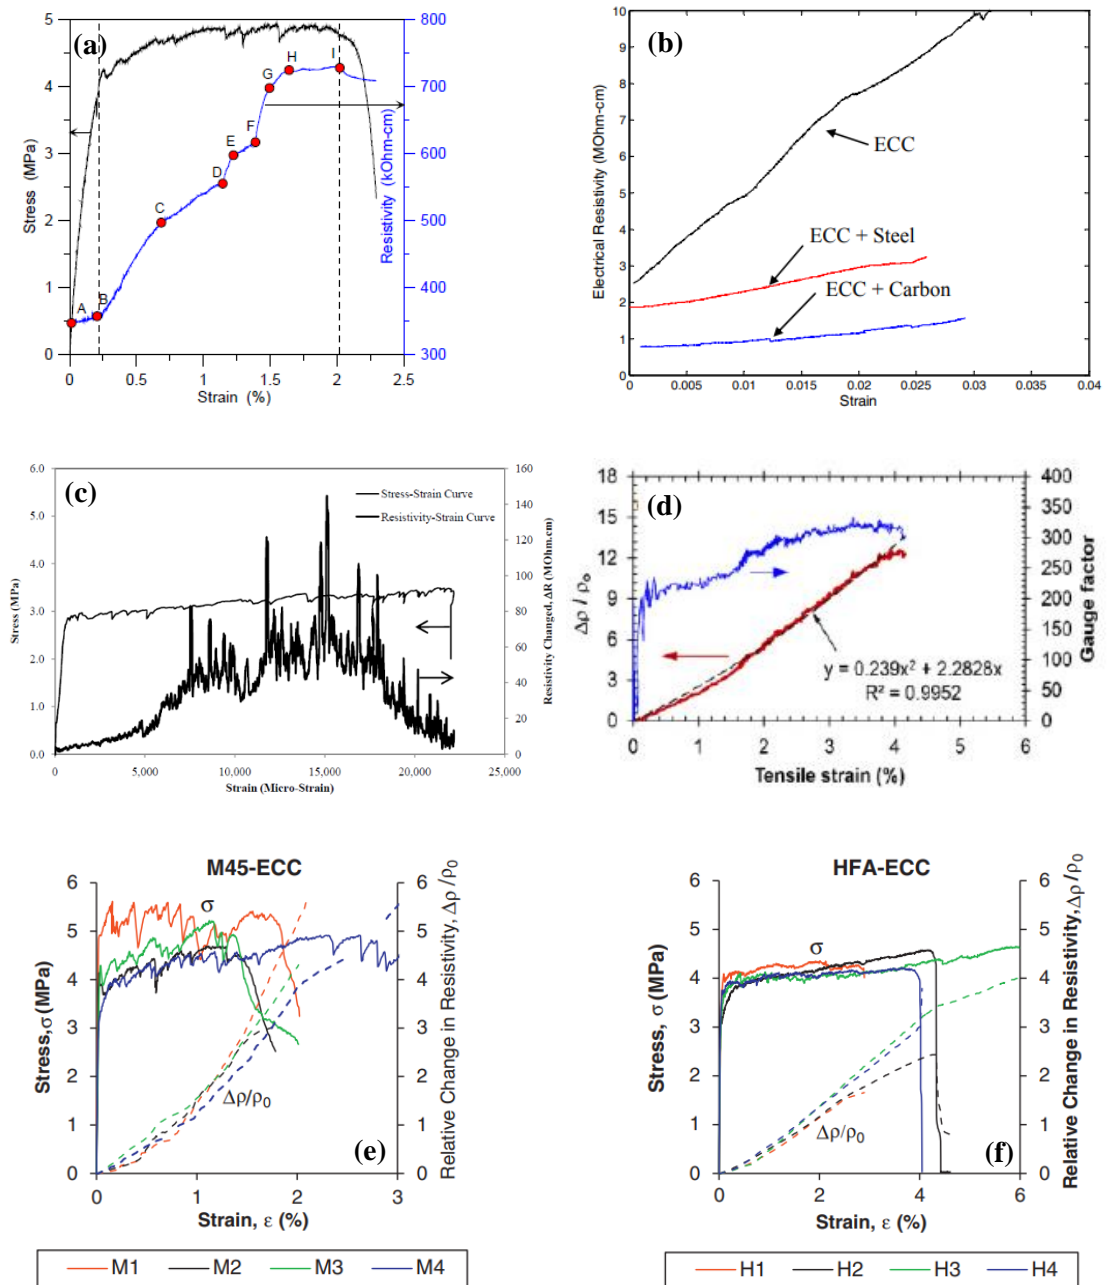 (a)
5
4
3
2
1
0
Stress (MPa)
0
0.5
1
1.5
2
2.5
Strain (%)
800
700
600
500
400
300
Resistivity (kOhm-cm)
A
B
C
D
E
F
G
H
I
(b)
10
9
8
7
6
5
4
3
2
1
0
Electrical Resistivity (MOhm-cm)
0
0.005
0.01
0.015
0.02
0.025
0.03
0.035
0.04
Strain
ECC
ECC + Steel
ECC + Carbon
(c)
6.0
5.0
4.0
3.0
2.0
1.0
0.0
Stress (MPa)
0
5,000
10,000
15,000
20,000
25,000
Strain (Micro-Strain)
160
140
120
100
80
60
40
20
0
Resistivity Changed, ΔR (MOhm.cm)
Stress-Strain Curve
Resistivity-Strain Curve
(d)
18
15
12
9
6
3
0
Δρ / ρo
0
1
2
3
4
5
6
Tensile strain (%)
400
350
300
250
200
150
100
50
0
Gauge factor
y = 0.239x² + 2.2828x
R² = 0.9952
M45-ECC
6
5
4
3
2
1
0
Stress,σ (MPa)
0
1
2
3
Strain, ε (%)
6
5
4
3
2
1
0
Relative Change in Resistivity, Δρ/ρ0
σ
Δρ/ρ0
(e)
M1
M2
M3
M4
HFA-ECC
6
5
4
3
2
1
0
Stress, σ (MPa)
0
2
4
6
Strain, ε (%)
6
5
4
3
2
1
0
Relative Change in Resistivity,Δρ/ρ0
σ
Δρ/ρ0
(f)
H1
H2
H3
H4